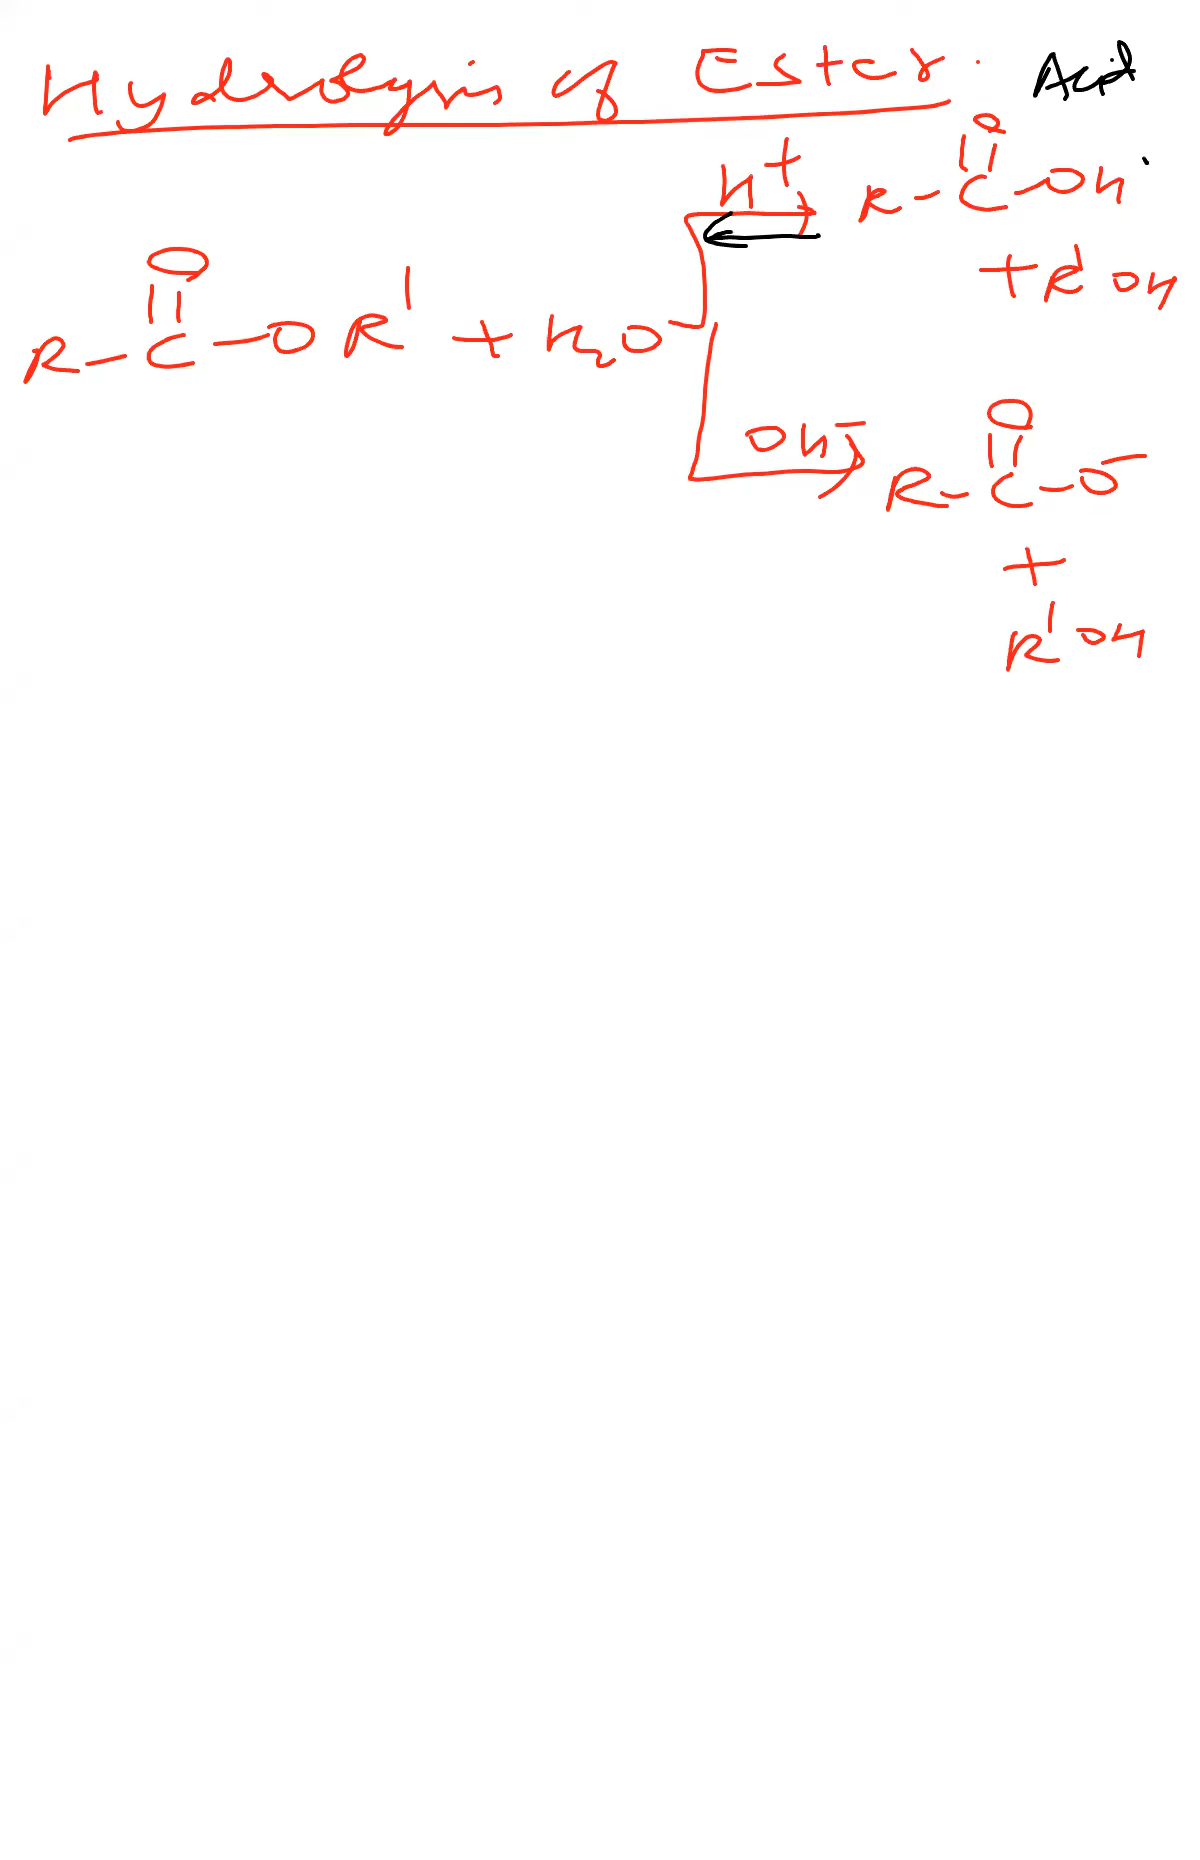 Hydrolysis of Ester. Acid
H⁺ R-C-OH
O
+ R'OH
O
R-C-OR' + H₂O
OH⁻
O
R-C-O⁻
+
R'OH